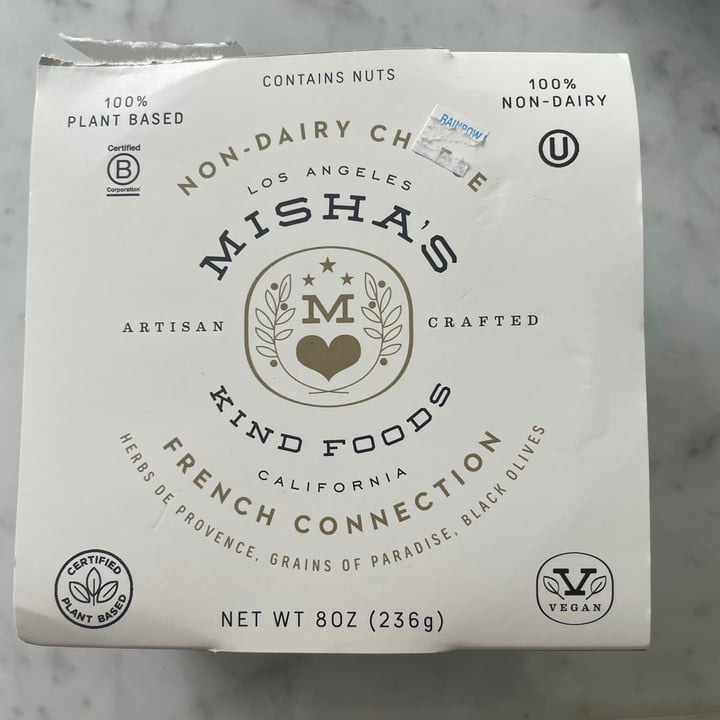 CONTAINS NUTS
100%
PLANT BASED
100%
NON-DAIRY
Certified
B
Corporation
U
NON-DAIRY CH E
RAINBOW
LOS ANGELES
MISHA'S
M
ARTISAN
CRAFTED
KIND FOODS
CALIFORNIA
FRENCH CONNECTION
HERBS DE PROVENCE, GRAINS OF PARADISE, BLACK OLIVES
CERTIFIED
PLANT BASED
V
VEGAN
NET WT 8OZ (236g)